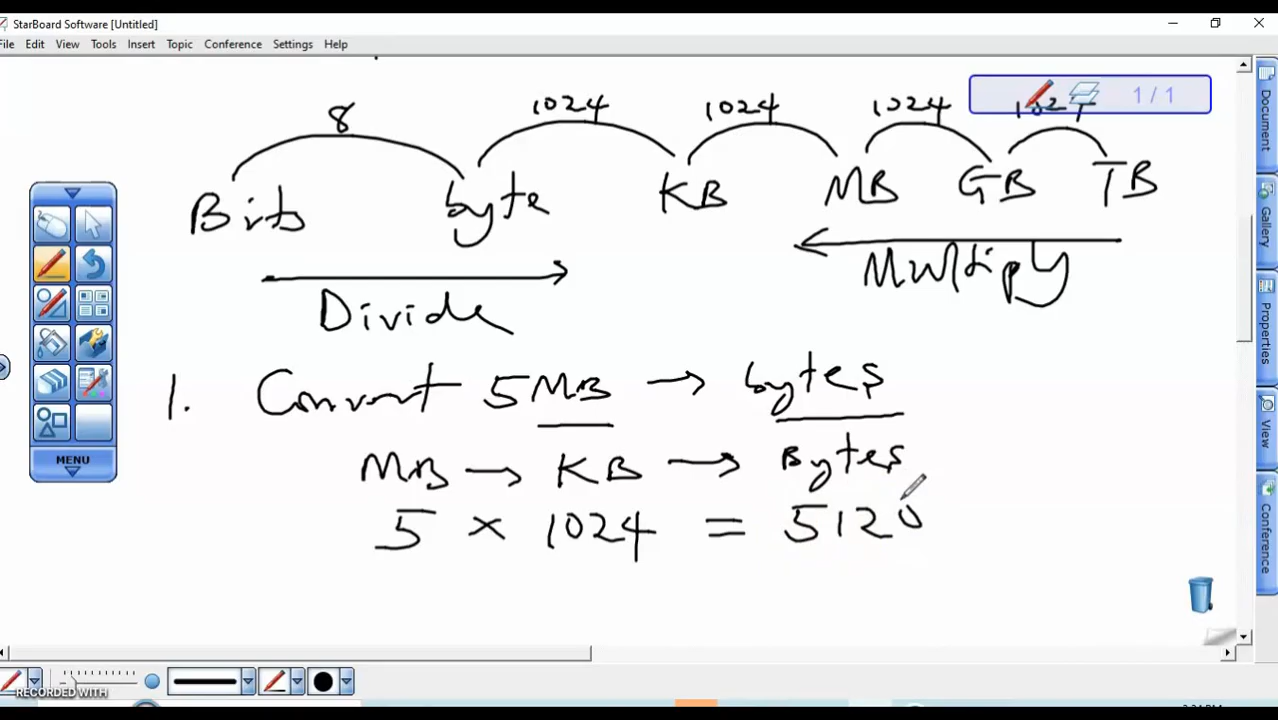 StarBoard Software [Untitled]
File Edit View Tools Insert Topic Conference Settings Help
1 / 1
8 1024 1024 1024 1024
Bits byte KB MB GB TB
Divide
Multiply
1. Convert 5MB → bytes
MB → KB → Bytes
5 × 1024 = 5120
MENU
Document
Gallery
Properties
View
Conference
RECORDED WITH